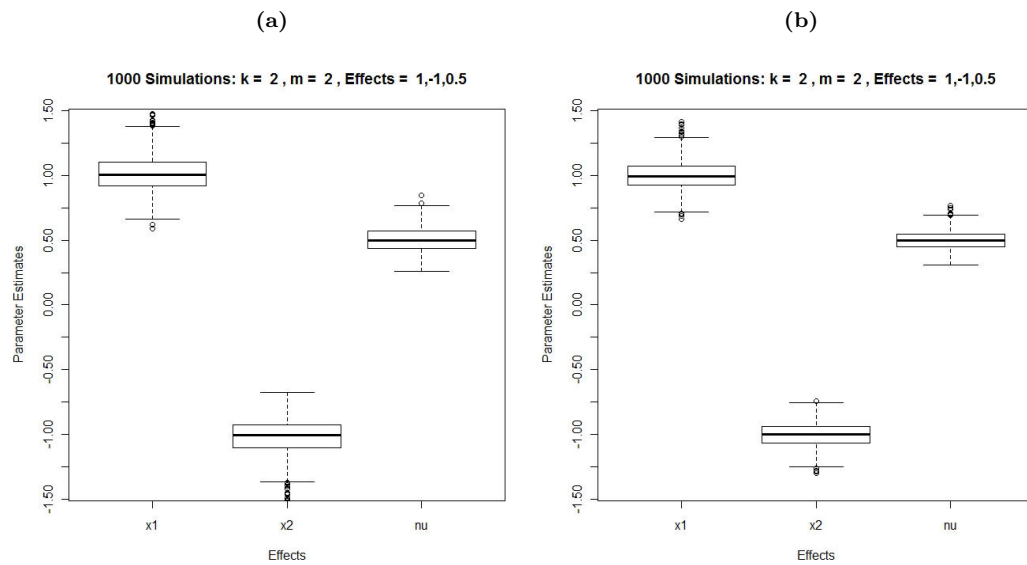 (a)
1000 Simulations: k = 2 , m = 2 , Effects = 1,-1,0.5
Parameter Estimates
1.50
1.00
0.50
0.00
-0.50
-1.00
-1.50
x1 x2 nu
Effects
(b)
1000 Simulations: k = 2 , m = 2 , Effects = 1,-1,0.5
Parameter Estimates
1.50
1.00
0.50
0.00
-0.50
-1.00
-1.50
x1 x2 nu
Effects